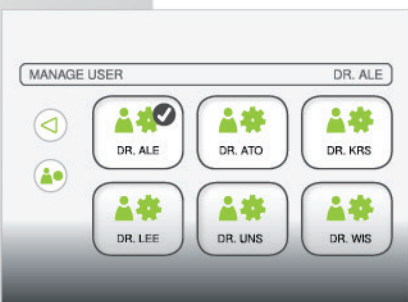 MANAGE USER DR. ALE
DR. ALE DR. ATO DR. KRS
DR. LEE DR. UNS DR. WIS